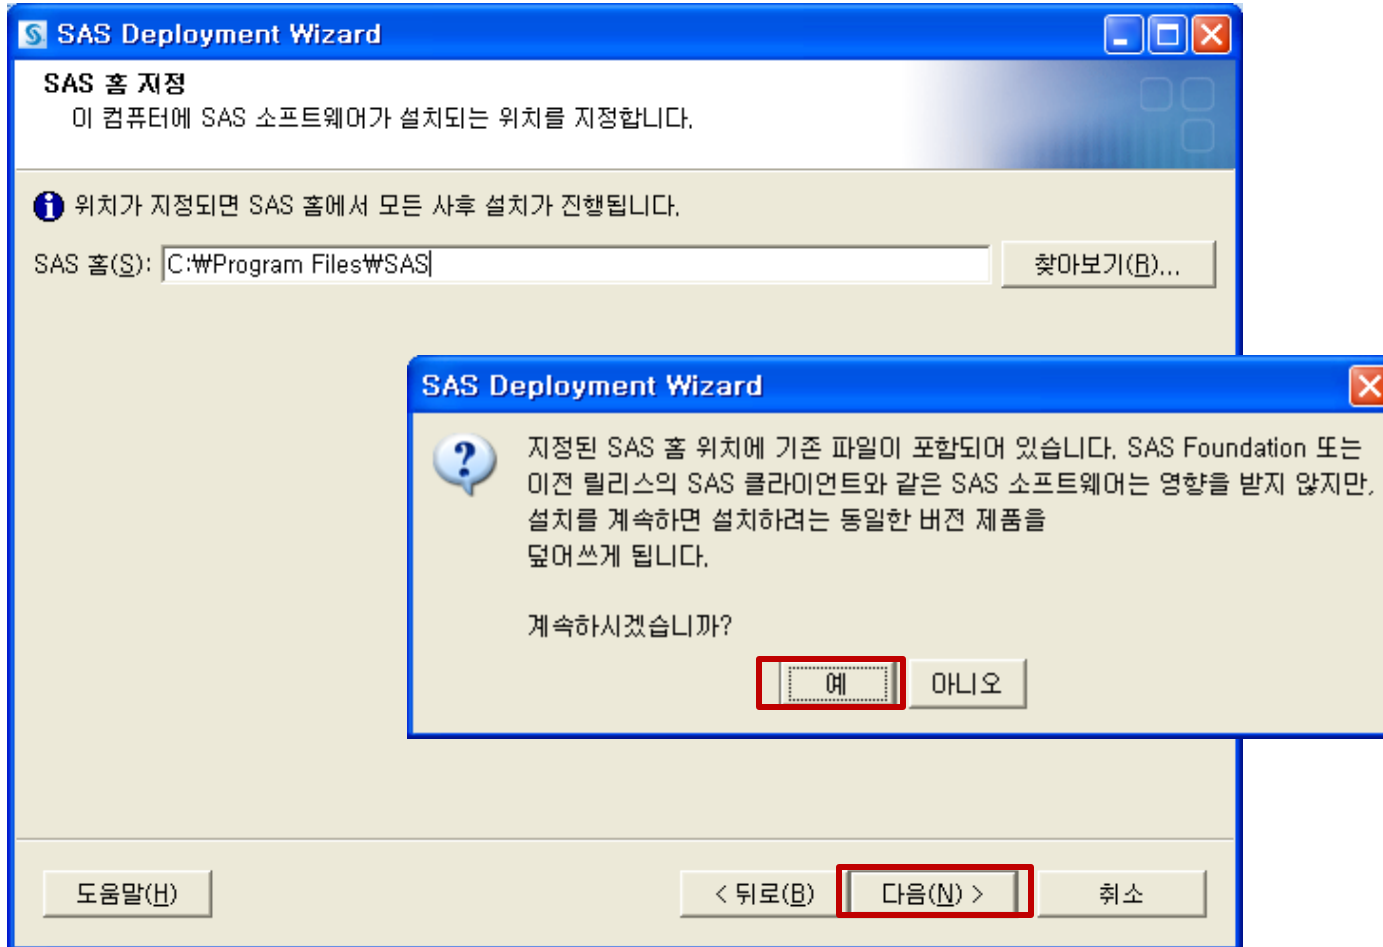 SAS Deployment Wizard
SAS 홈 지정
이 컴퓨터에 SAS 소프트웨어가 설치되는 위치를 지정합니다.
위치가 지정되면 SAS 홈에서 모든 사후 설치가 진행됩니다.
SAS 홈(S): C:₩Program Files₩SAS 찾아보기(R)...
SAS Deployment Wizard
지정된 SAS 홈 위치에 기존 파일이 포함되어 있습니다. SAS Foundation 또는
이전 릴리스의 SAS 클라이언트와 같은 SAS 소프트웨어는 영향을 받지 않지만,
설치를 계속하면 설치하려는 동일한 버전 제품을
덮어쓰게 됩니다.
계속하시겠습니까?
예 아니오
도움말(H) < 뒤로(B) 다음(N) > 취소